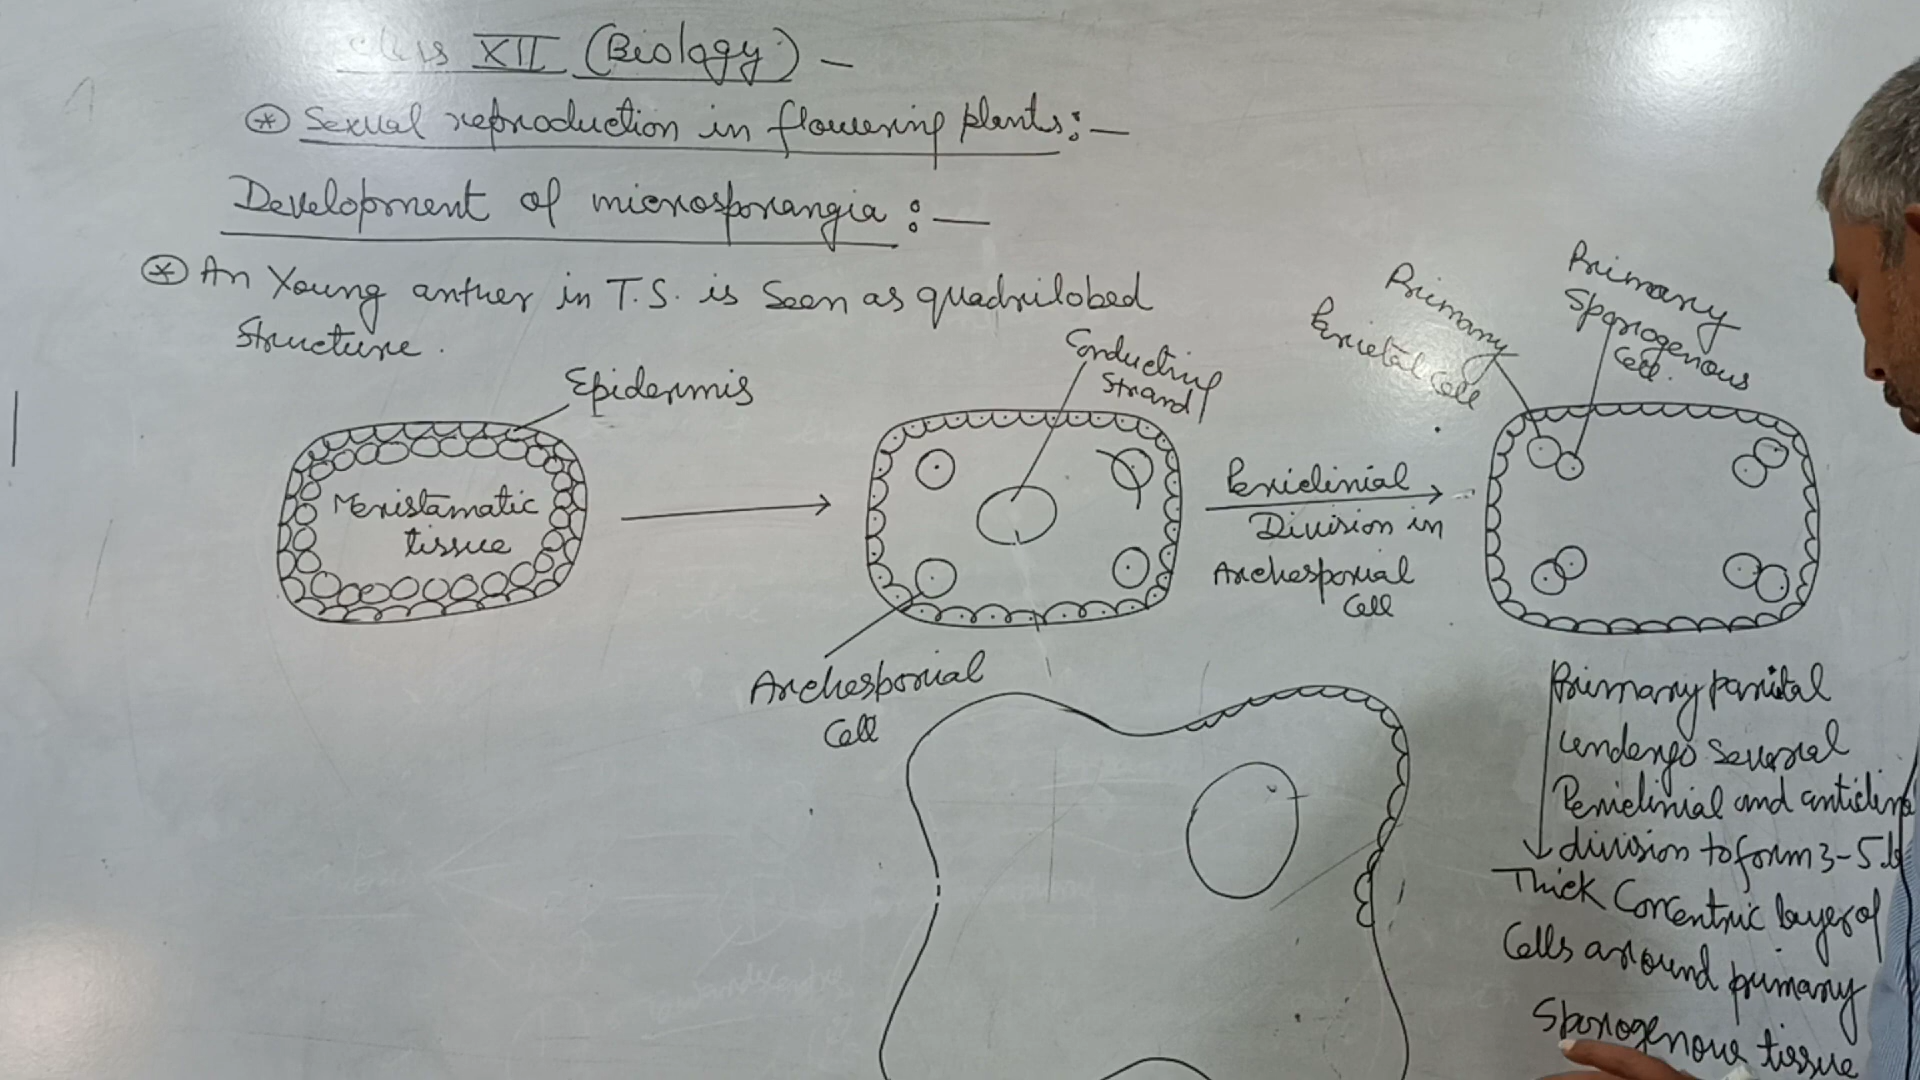 Class XII (Biology) –
Sexual reproduction in flowering plants :–
Development of microsporangia :–
An Young anther in T.S. is Seen as quadrilobed
Structure.
Epidermis
Meristamatic
tissue
Conducting
Strand
Archesporial
Cell
Periclinial
Division in
Archesporial
Cell
Primary
Parietal Cell
Primary
Sporogenous
Cell.
Primary parietal
undergo several
Periclinial and anticlinal
division to form 3-5
Thick Concentric layer of
Cells around primary
Sporogenous tissue